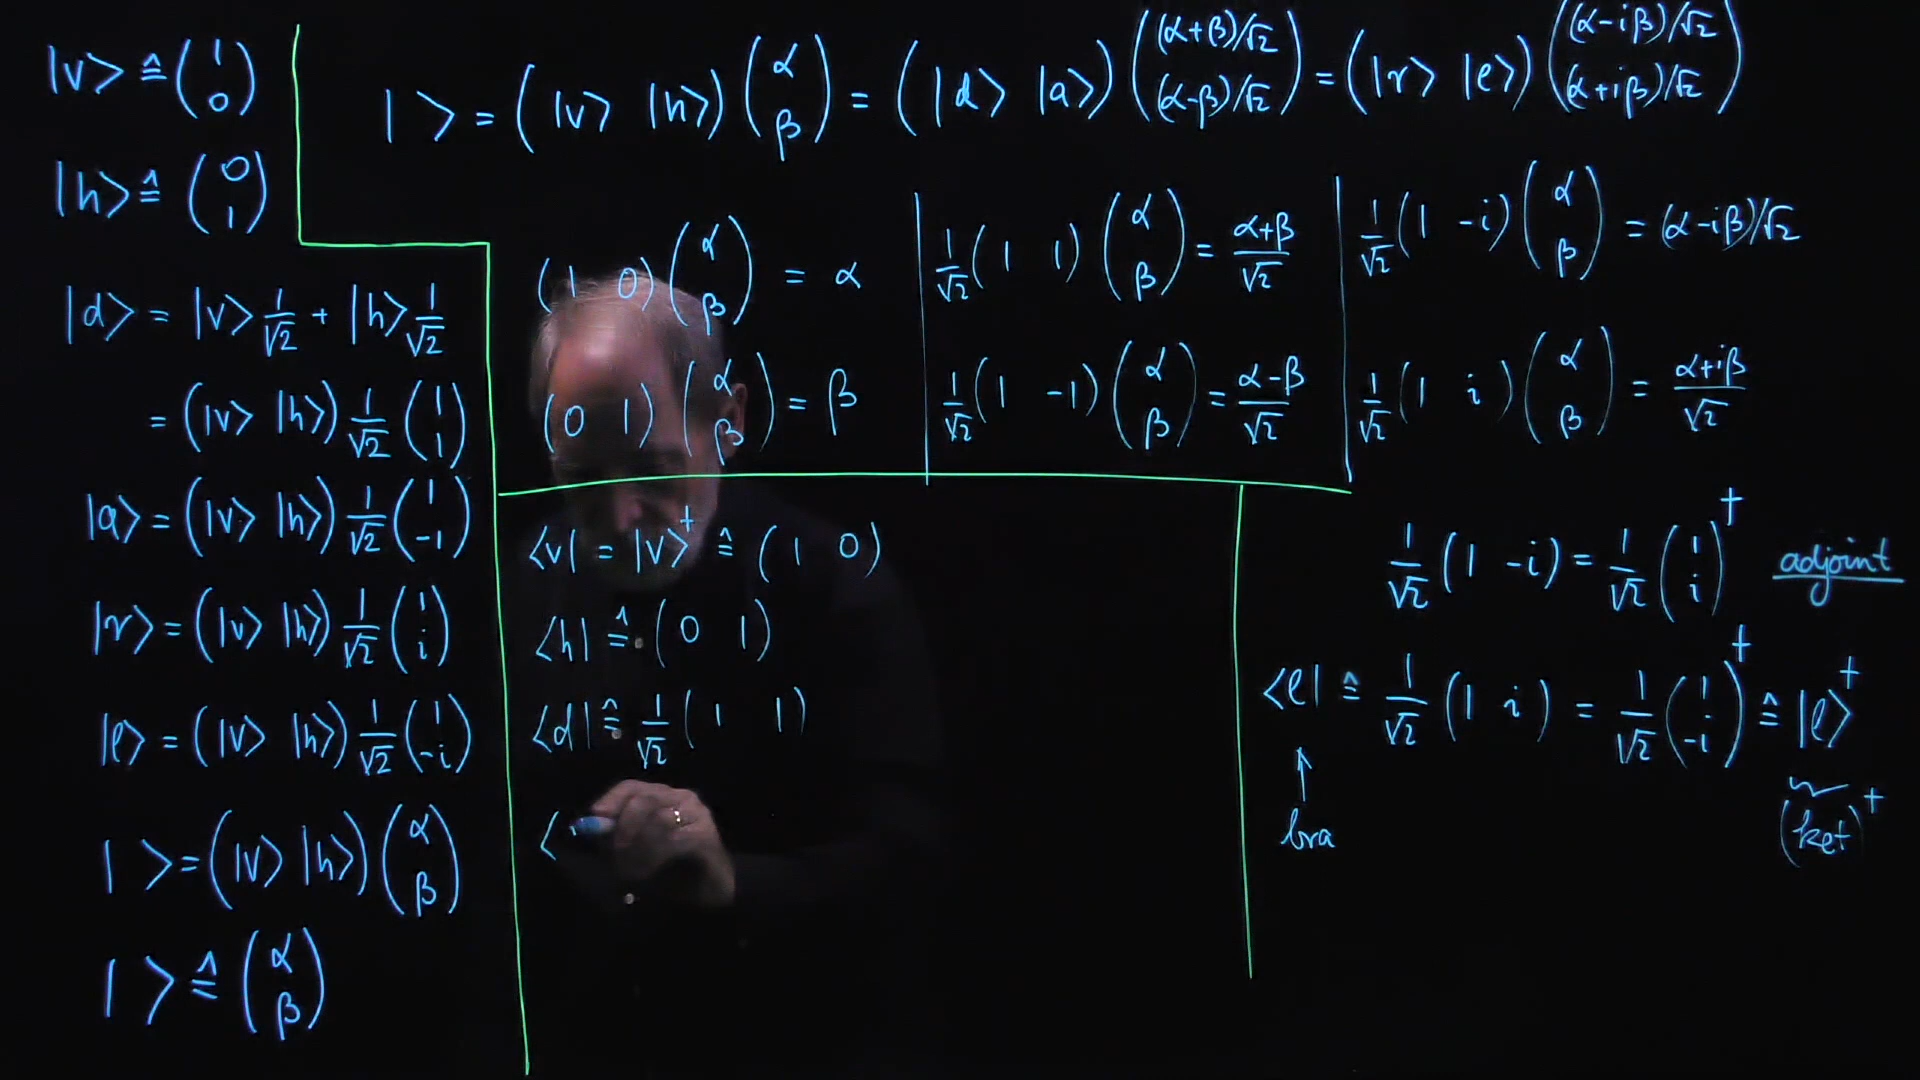 |v> ≙ (1 0)
|h> ≙ (0 1)
|d> = |v> 1/√2 + |h> 1/√2
= (|v> |h>) 1/√2 (1 1)
|a> = (|v> |h>) 1/√2 (1 -1)
|r> = (|v> |h>) 1/√2 (1 i)
|ℓ> = (|v> |h>) 1/√2 (1 -i)
| > = (|v> |h>) (α β)
| > ≙ (α β)
| > = (|v> |h>) (α β) = (|d> |a>) ((α+β)/√2 (α-β)/√2) = (|r> |ℓ>) ((α-iβ)/√2 (α+iβ)/√2)
(1 0) (α β) = α
(0 1) (α β) = β
1/√2 (1 1) (α β) = α+β/√2
1/√2 (1 -1) (α β) = α-β/√2
1/√2 (1 -i) (α β) = (α-iβ)/√2
1/√2 (1 i) (α β) = α+iβ/√2
<v| = |v>† ≙ (1 0)
<h| ≙ (0 1)
<d| ≙ 1/√2 (1 1)
<
1/√2 (1 -i) = 1/√2 (1 i)† adjoint
<ℓ| ≙ 1/√2 (1 i) = 1/√2 (1 -i)† ≙ |ℓ>†
↑
bra
(ket)†